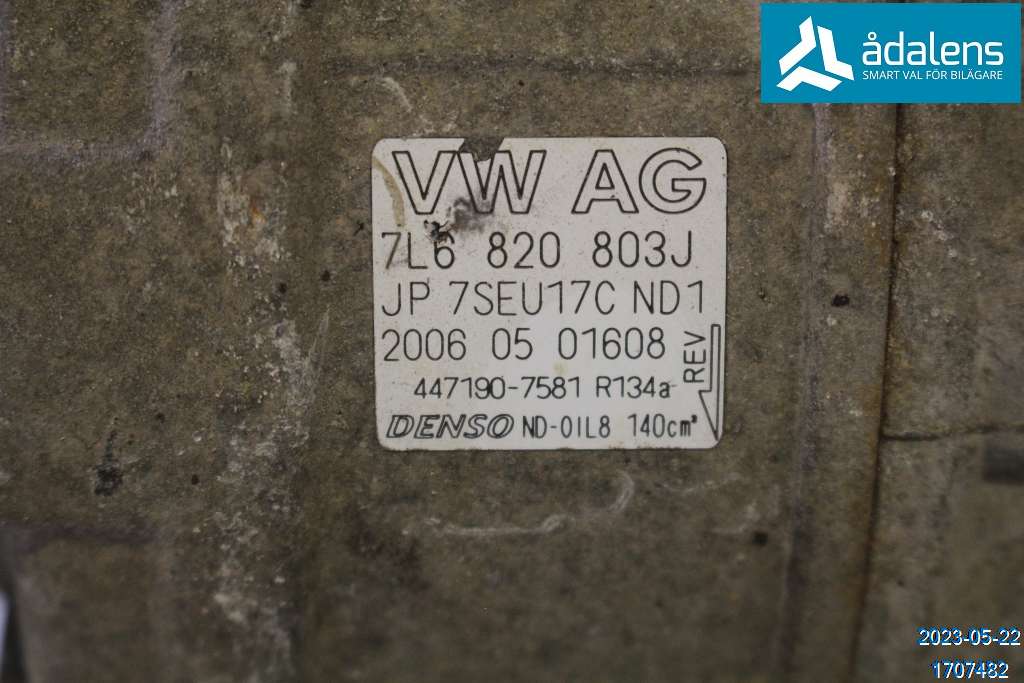 ådalens
SMART VAL FÖR BILÄGARE
VW AG
7L6 820 803J
JP 7SEU17C ND1
2006 05 01608
REV
447190-7581 R134a
DENSO ND-OIL8 140cm³
2023-05-22
1707482